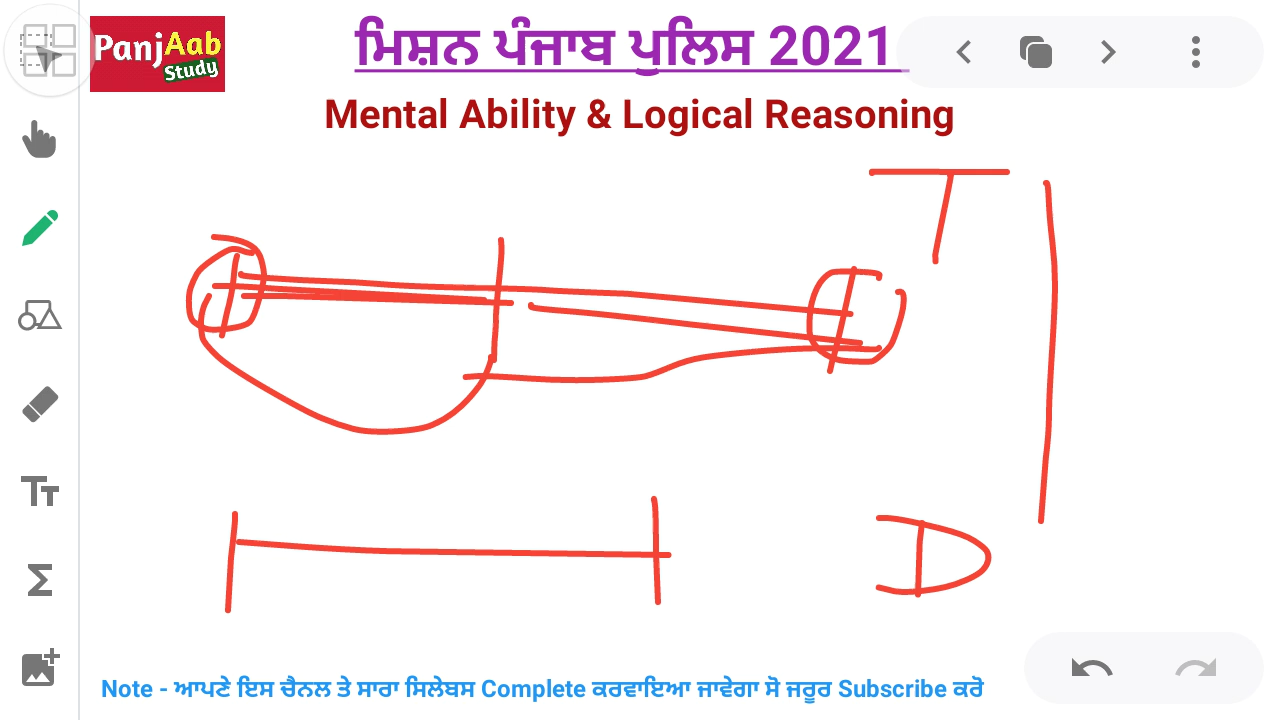 PanjAab
Study
ਮਿਸ਼ਨ ਪੰਜਾਬ ਪੁਲਿਸ 2021
Mental Ability & Logical Reasoning
T
D
Note - ਆਪਣੇ ਇਸ ਚੈਨਲ ਤੇ ਸਾਰਾ ਸਿਲੇਬਸ Complete ਕਰਵਾਇਆ ਜਾਵੇਗਾ ਸੋ ਜਰੂਰ Subscribe ਕਰੋ